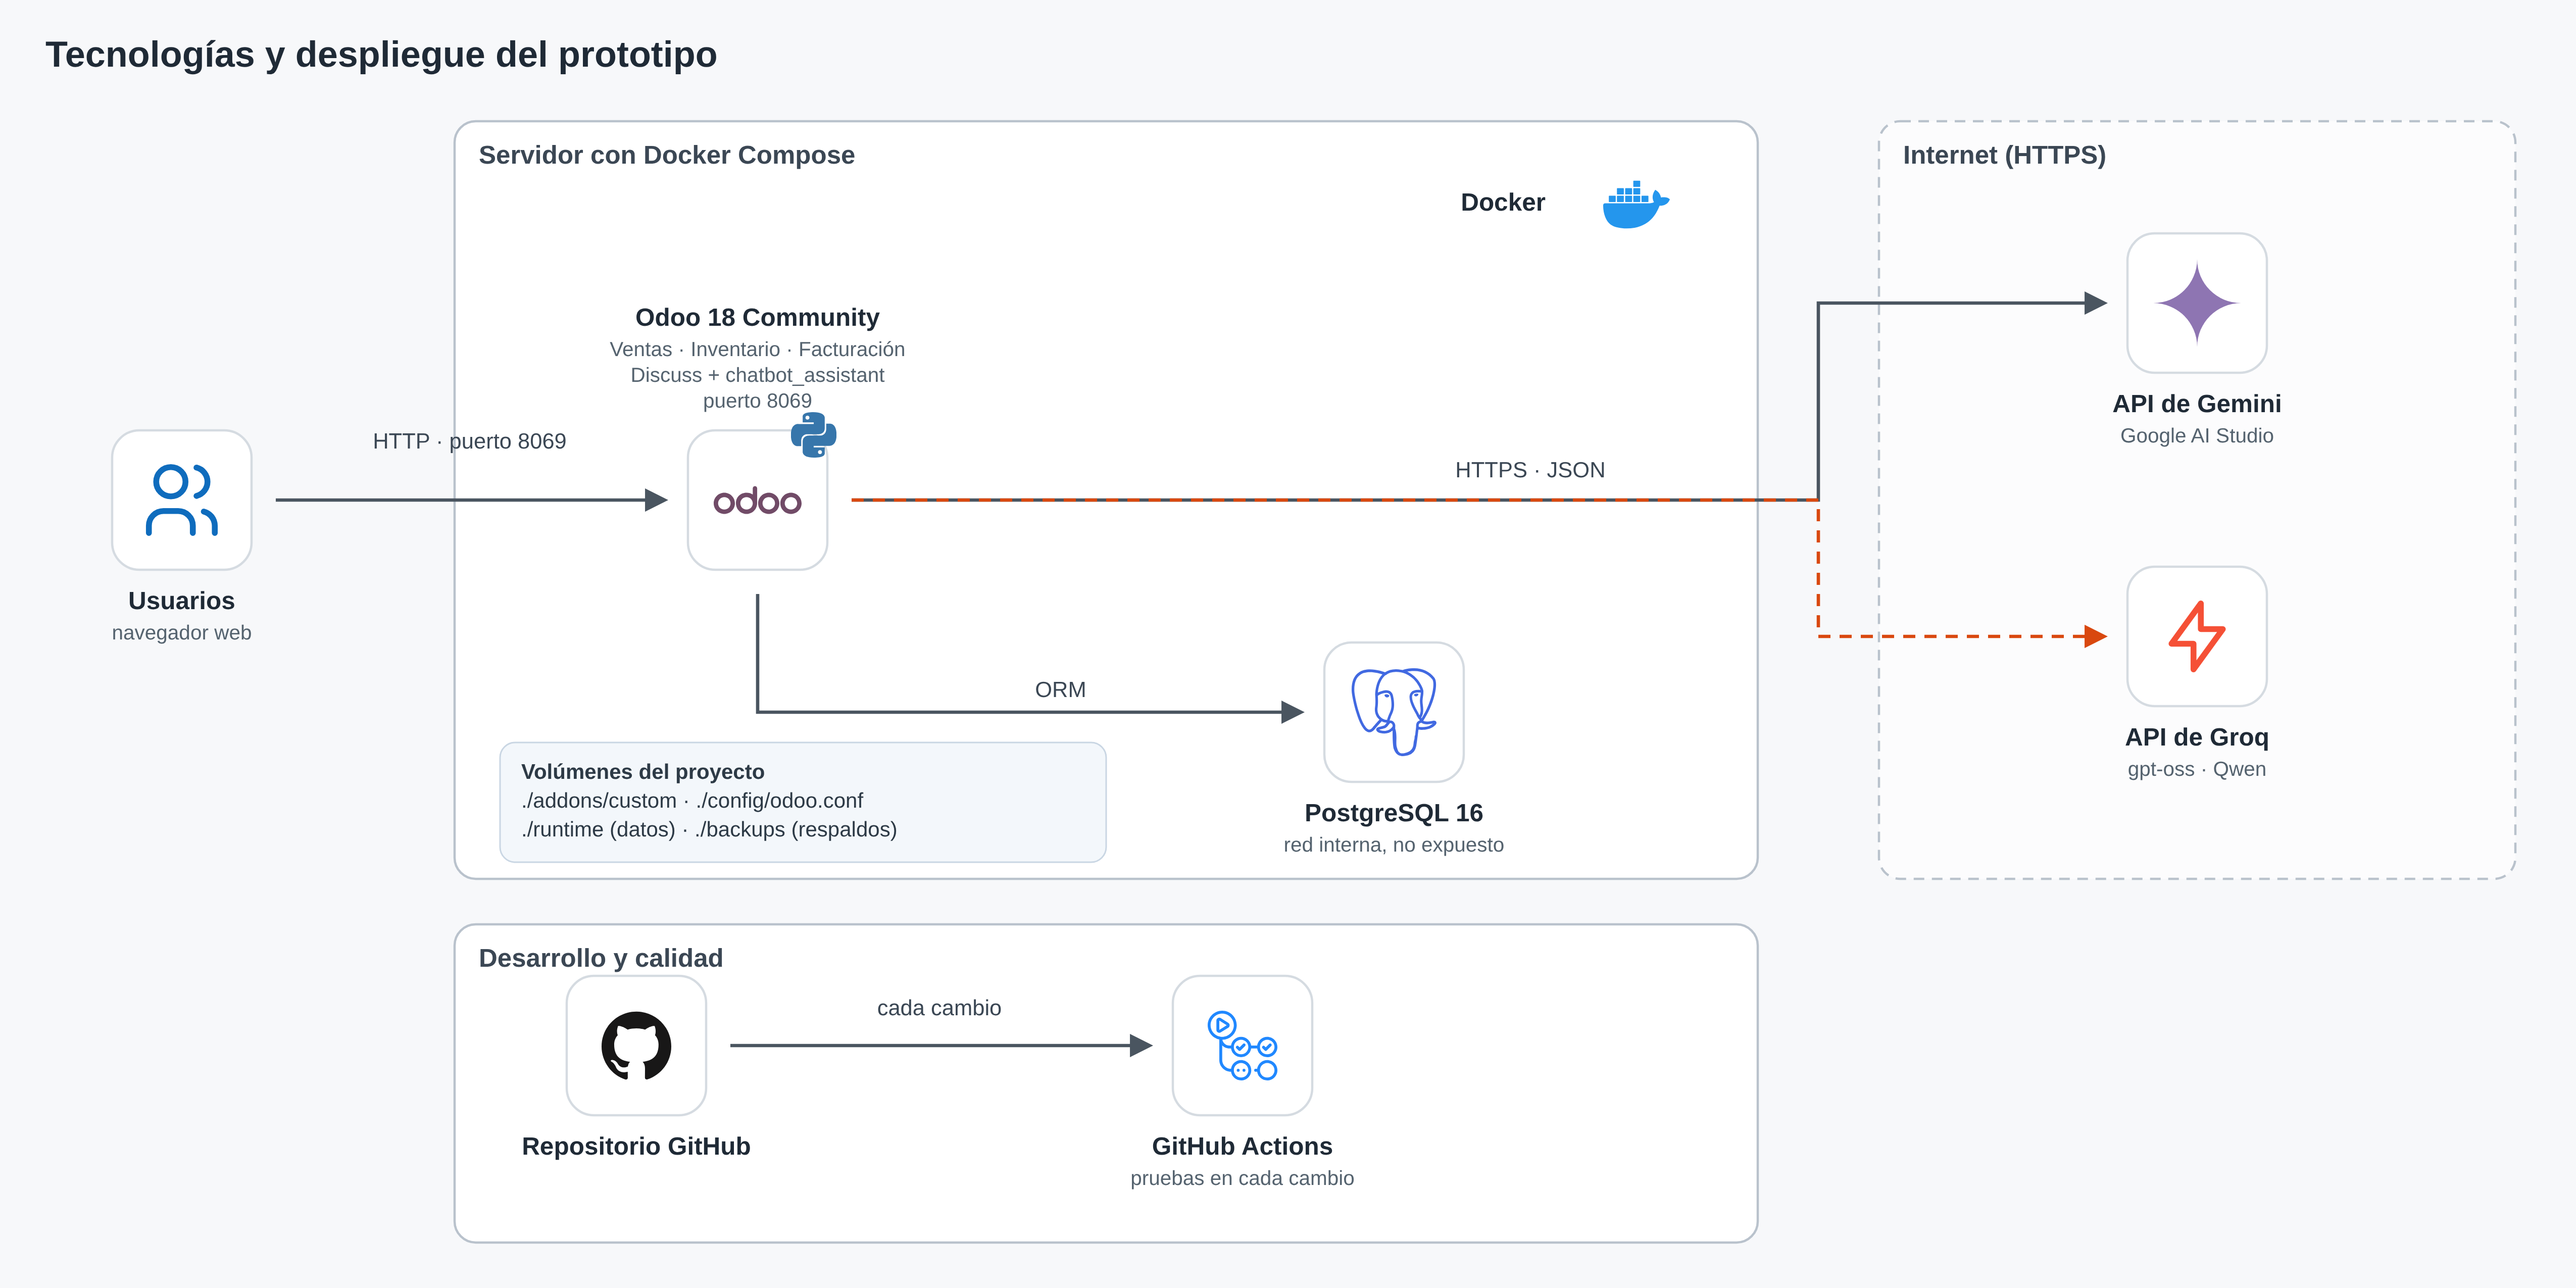 Tecnologías y despliegue del prototipo
Servidor con Docker Compose
Docker
Odoo 18 Community
Ventas · Inventario · Facturación
Discuss + chatbot_assistant
puerto 8069
HTTP · puerto 8069
odoo
HTTPS · JSON
Usuarios
navegador web
ORM
Volúmenes del proyecto
./addons/custom · ./config/odoo.conf
./runtime (datos) · ./backups (respaldos)
PostgreSQL 16
red interna, no expuesto
Internet (HTTPS)
API de Gemini
Google AI Studio
API de Groq
gpt-oss · Qwen
Desarrollo y calidad
cada cambio
Repositorio GitHub
GitHub Actions
pruebas en cada cambio